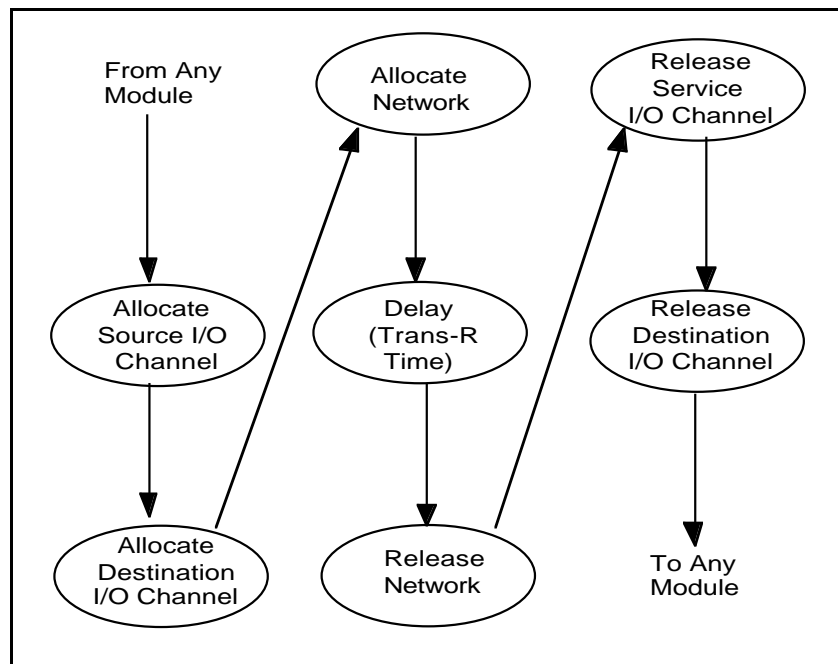 From Any
Module
Allocate
Source I/O
Channel
Allocate
Destination
I/O Channel
Allocate
Network
Delay
(Trans-R
Time)
Release
Network
Release
Service
I/O Channel
Release
Destination
I/O Channel
To Any
Module